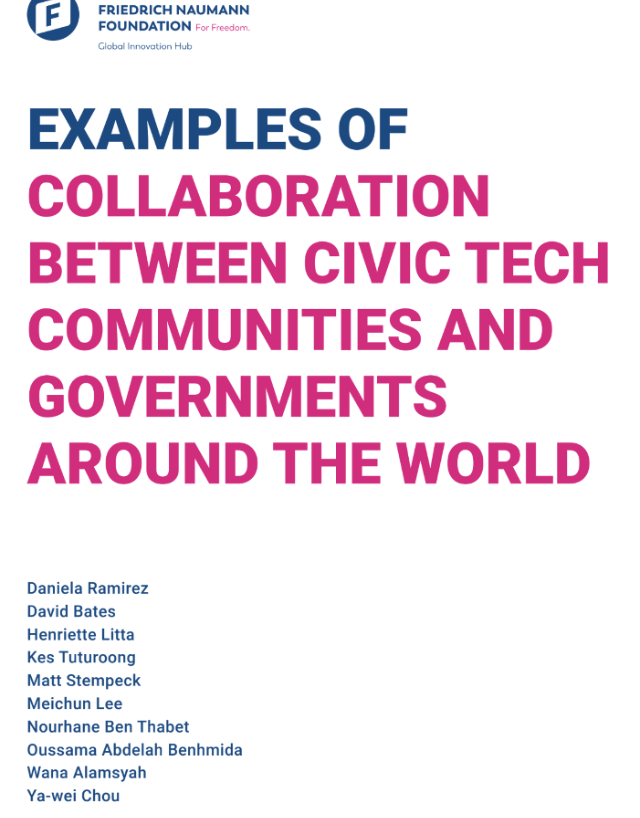 FRIEDRICH NAUMANN
FOUNDATION For Freedom.
Global Innovation Hub
EXAMPLES OF
COLLABORATION
BETWEEN CIVIC TECH
COMMUNITIES AND
GOVERNMENTS
AROUND THE WORLD
Daniela Ramirez
David Bates
Henriette Litta
Kes Tuturoong
Matt Stempeck
Meichun Lee
Nourhane Ben Thabet
Oussama Abdelah Benhmida
Wana Alamsyah
Ya-wei Chou